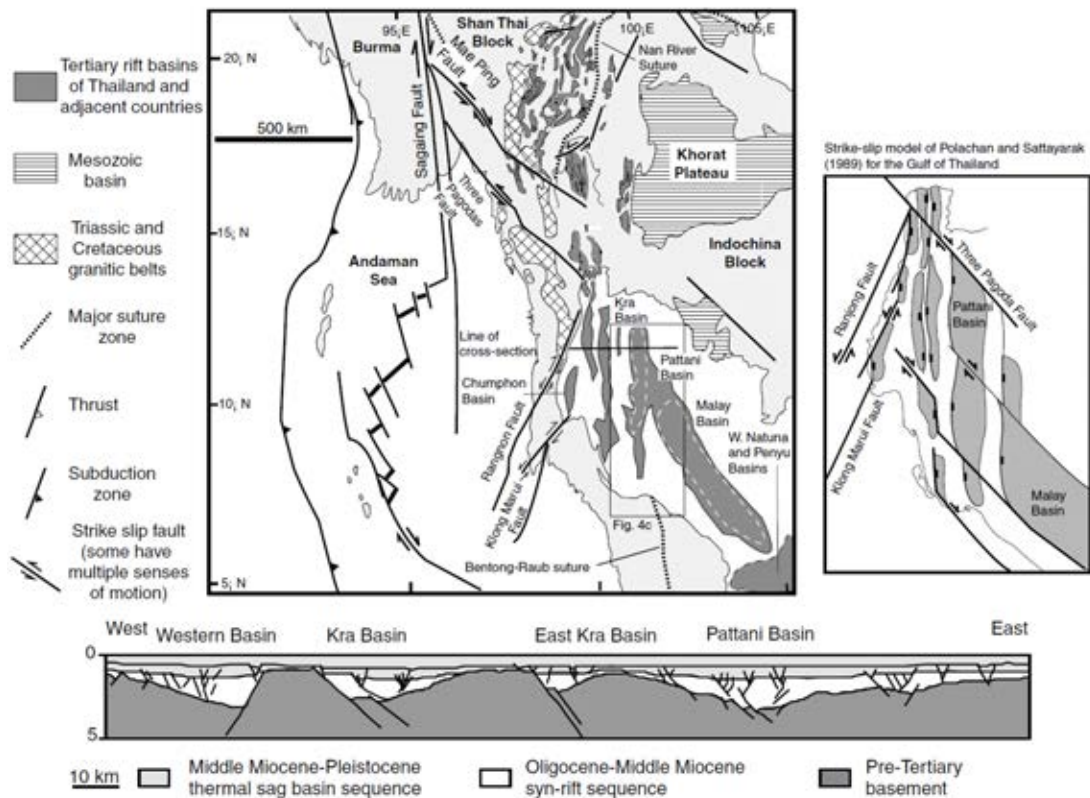 Tertiary rift basins
of Thailand and
adjacent countries
Mesozoic
basin
Triassic and
Cretaceous
granitic belts
Major suture
zone
Thrust
Subduction
zone
Strike slip fault
(some have
multiple senses
of motion)
95¡ E
100¡ E
105¡ E
20¡ N
15¡ N
10¡ N
5¡ N
500 km
Burma
Shan Thai
Block
Mae Ping
Fault
Nan River
Suture
Sagaing Fault
Khorat
Plateau
Three
Pagodas
Fault
Andaman
Sea
Indochina
Block
Line of
cross-section
Kra
Basin
Pattani
Basin
Chumphon
Basin
Malay
Basin
W. Natuna
and Penyu
Basins
Rangnon Fault
Klong Marui
Fault
Fig. 4c
Bentong-Raub suture
Strike-slip model of Polachan and Sattayarak
(1989) for the Gulf of Thailand
Ranjong Fault
Three Pagoda Fault
Pattani
Basin
Klong Marui Fault
Malay
Basin
West
Western Basin
Kra Basin
East Kra Basin
Pattani Basin
East
0
5
10 km
Middle Miocene-Pleistocene
thermal sag basin sequence
Oligocene-Middle Miocene
syn-rift sequence
Pre-Tertiary
basement